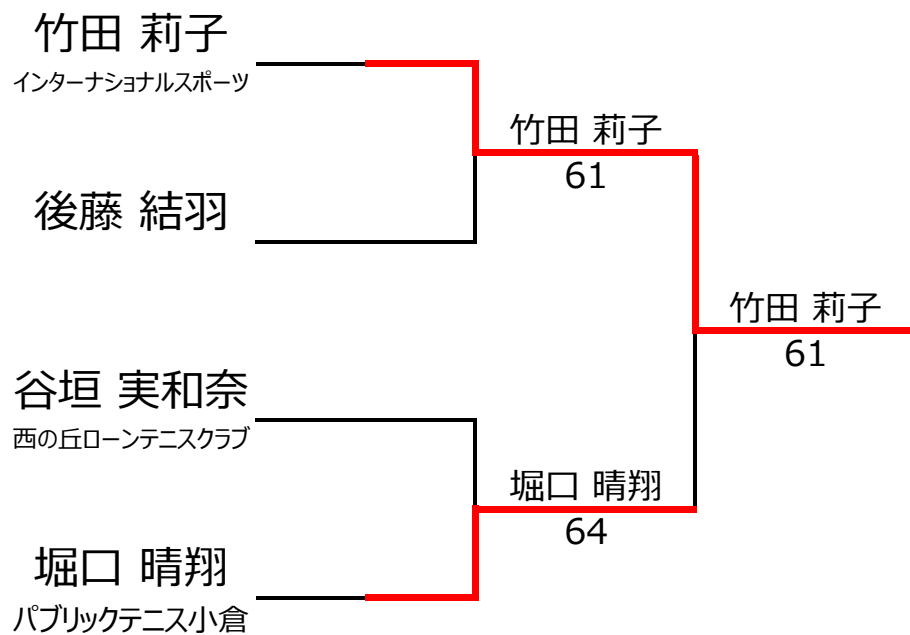 竹田 莉子
インターナショナルスポーツ
竹田 莉子
61
後藤 結羽
竹田 莉子
61
谷垣 実和奈
西の丘ローンテニスクラブ
堀口 晴翔
64
堀口 晴翔
パブリックテニス小倉